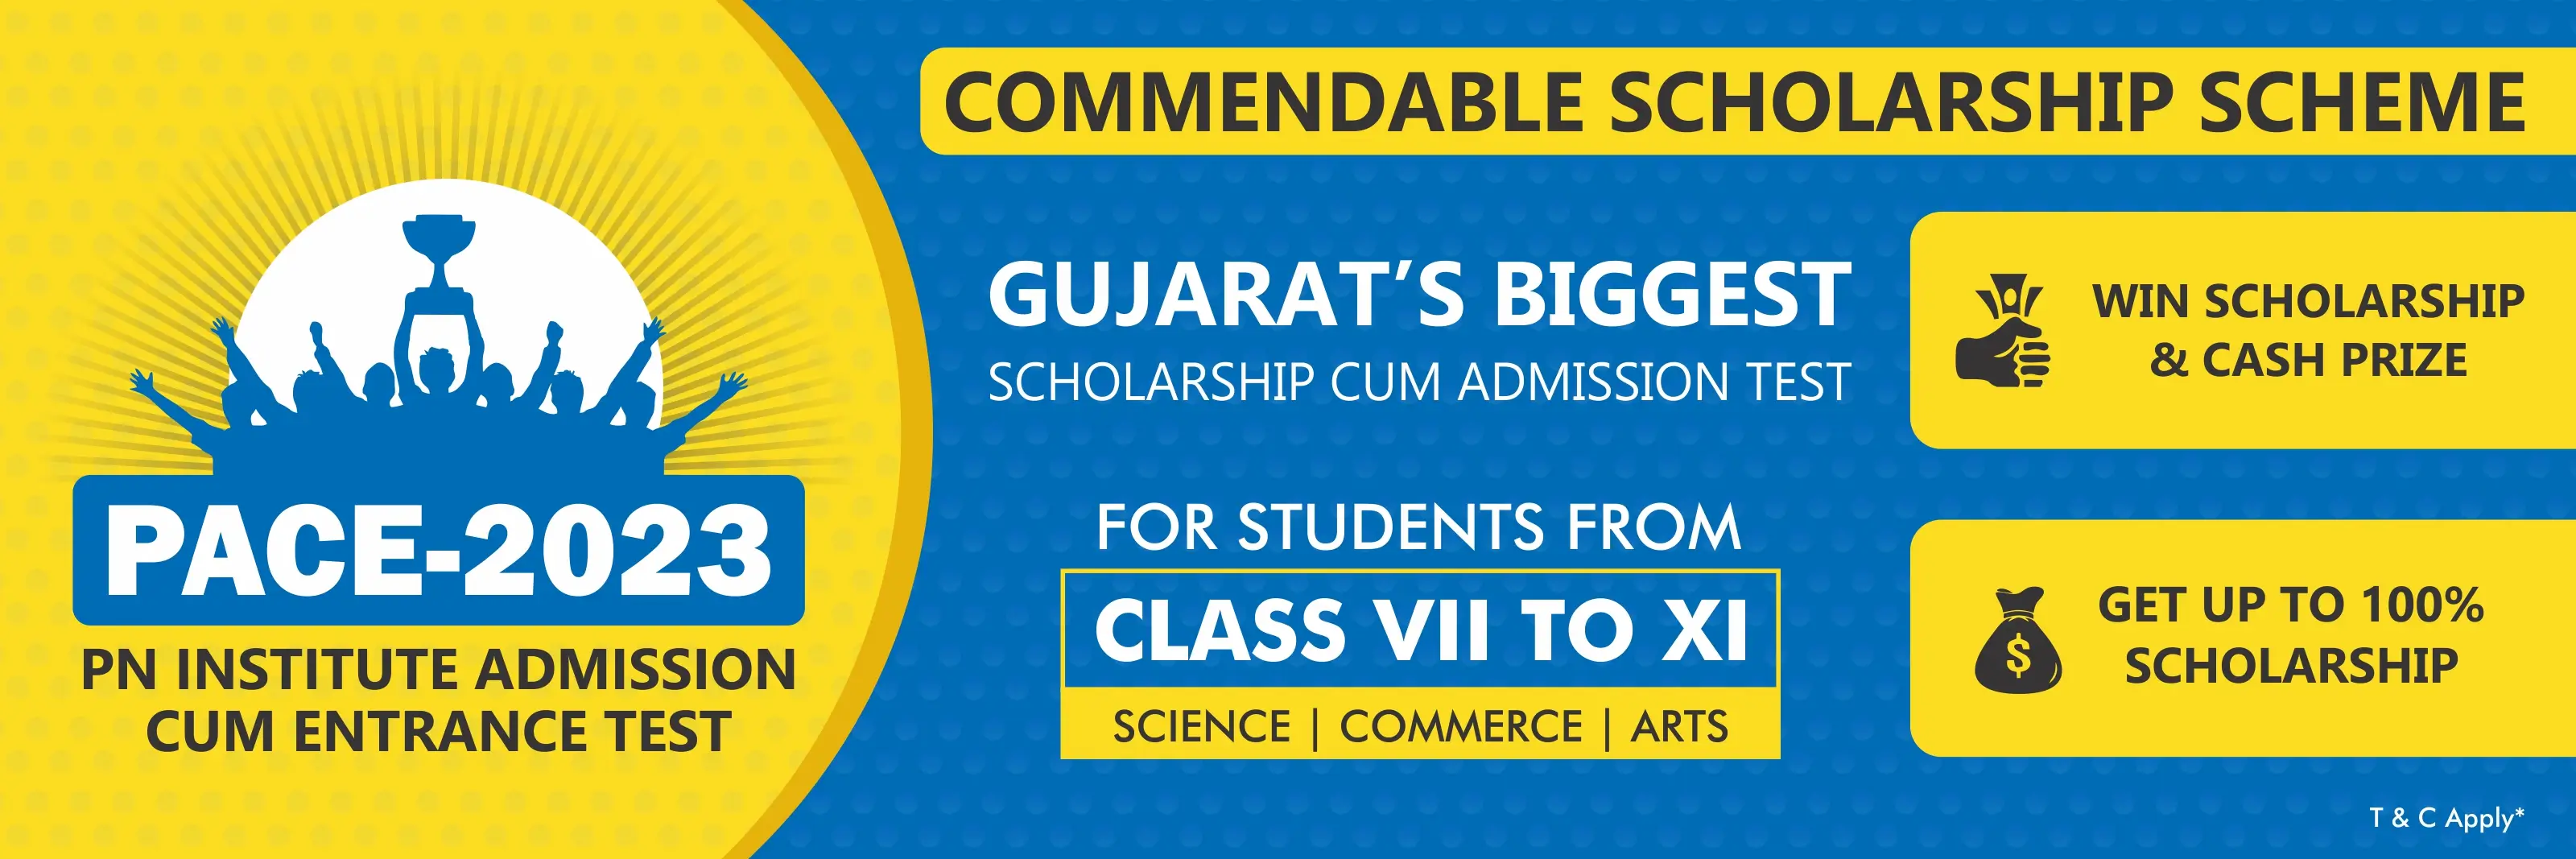 PACE-2023
PN INSTITUTE ADMISSION
CUM ENTRANCE TEST
COMMENDABLE SCHOLARSHIP SCHEME
GUJARAT’S BIGGEST
SCHOLARSHIP CUM ADMISSION TEST
FOR STUDENTS FROM
CLASS VII TO XI
SCIENCE | COMMERCE | ARTS
WIN SCHOLARSHIP
& CASH PRIZE
$
GET UP TO 100%
SCHOLARSHIP
T & C Apply*